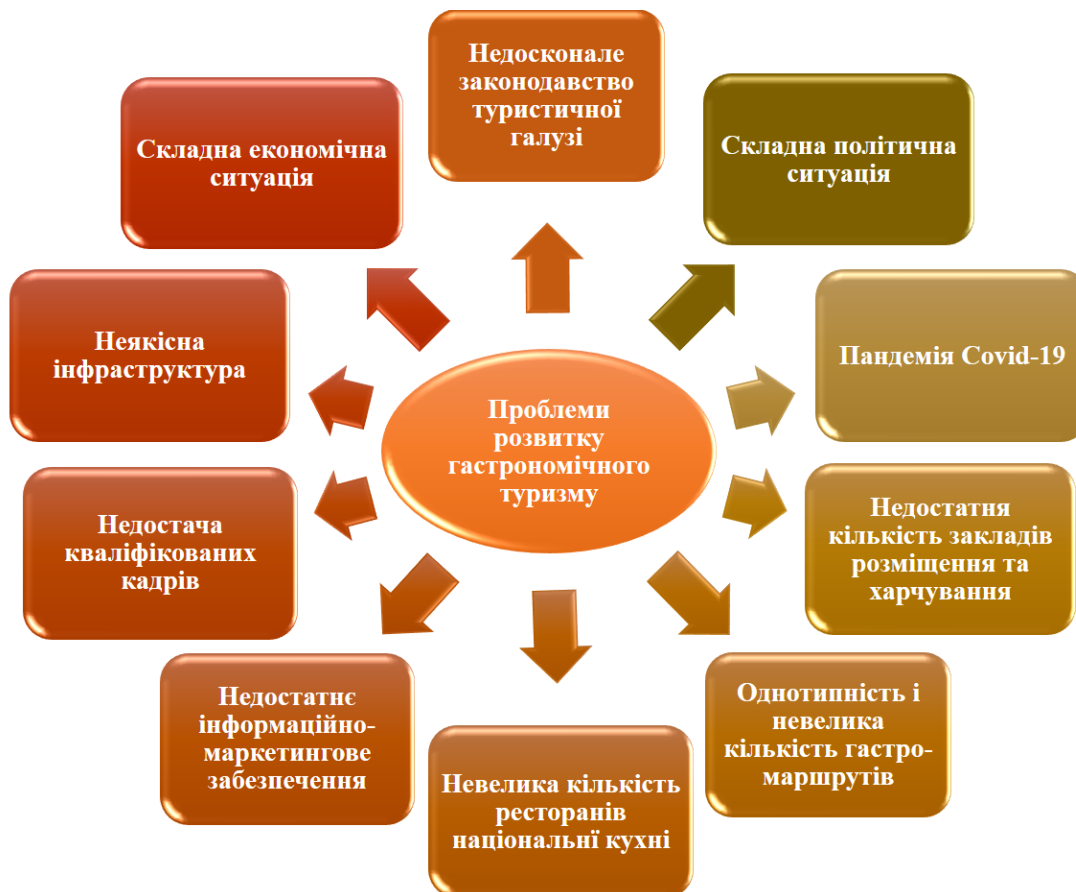 Недосконале
законодавство
туристичної
галузі
Складна економічна
ситуація
Складна політична
ситуація
Неякісна
інфраструктура
Пандемія Covid-19
Проблеми
розвитку
гастрономічного
туризму
Недостача
кваліфікованих
кадрів
Недостатня
кількість закладів
розміщення та
харчування
Недостатнє
інформаційно-
маркетингове
забезпечення
Однотипність і
невелика
кількість гастро-
маршрутів
Невелика кількість
ресторанів
національнї кухні